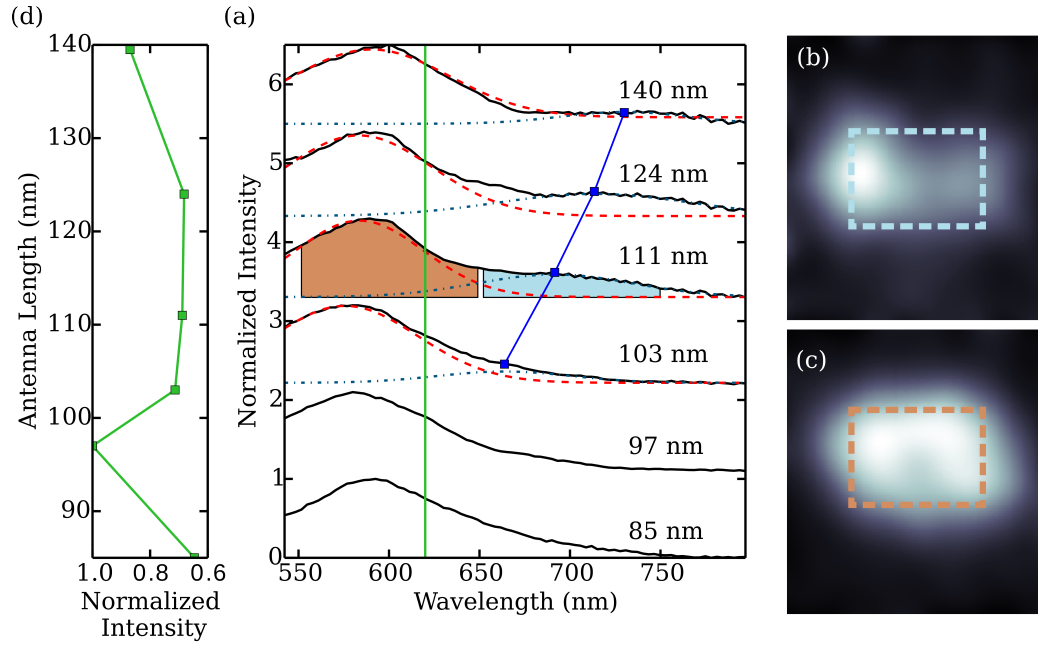 (d)
140
130
120
110
100
90
Antenna Length (nm)
1.0 0.8 0.6
Normalized
Intensity
(a)
6
5
4
3
2
1
0
Normalized Intensity
140 nm
124 nm
111 nm
103 nm
97 nm
85 nm
550 600 650 700 750
Wavelength (nm)
(b)
(c)